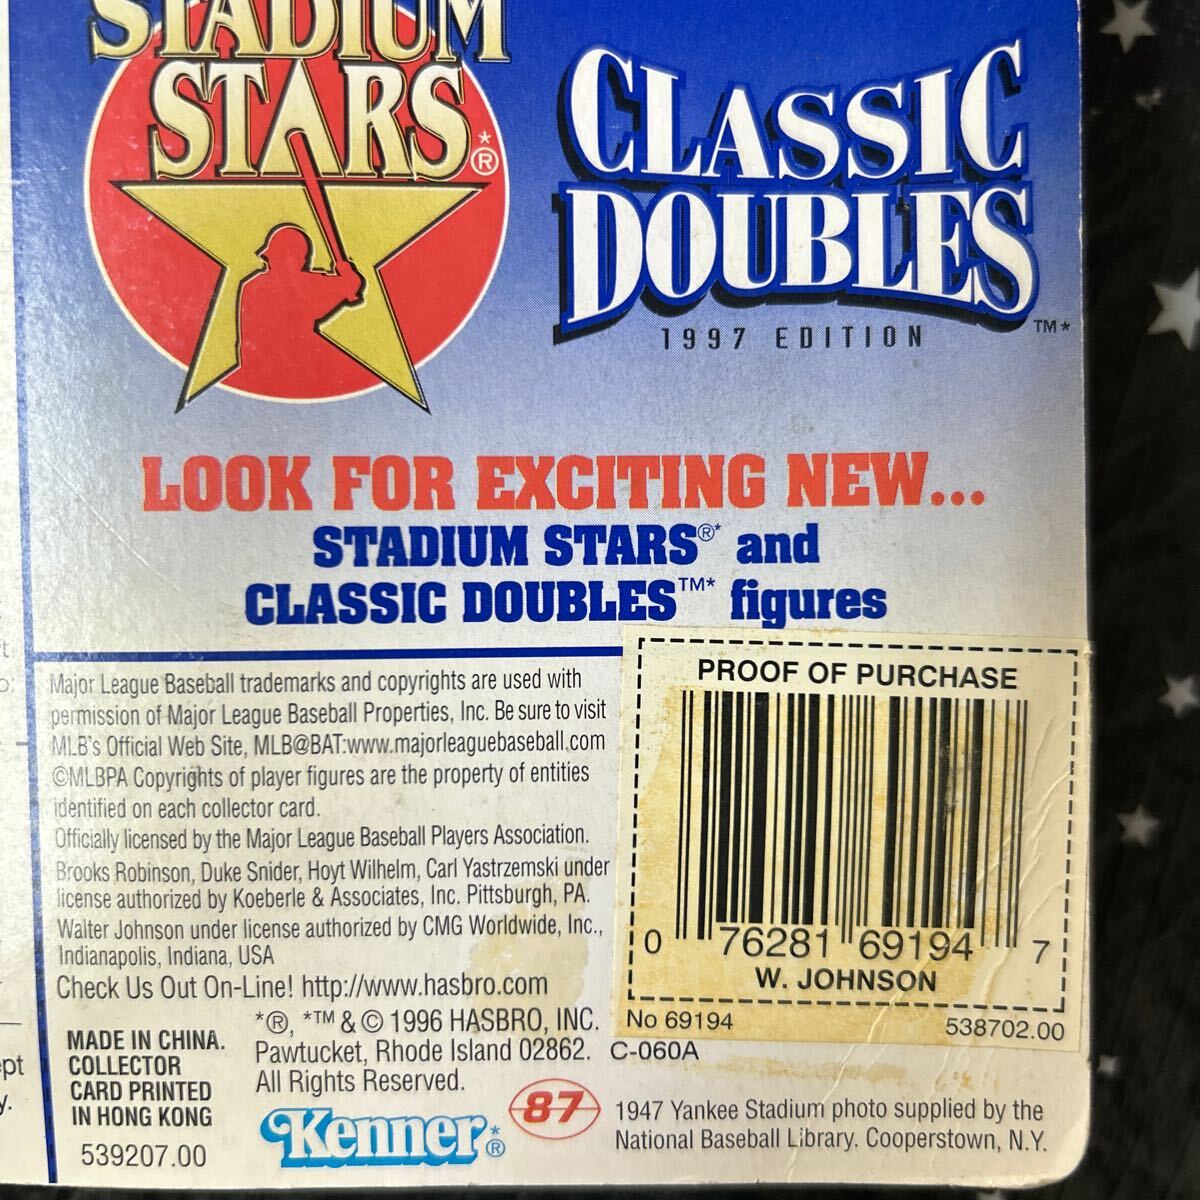 STADIUM
STARS*®
CLASSIC
DOUBLES™*
1997 EDITION
LOOK FOR EXCITING NEW...
STADIUM STARS®* and
CLASSIC DOUBLES™* figures
Major League Baseball trademarks and copyrights are used with
permission of Major League Baseball Properties, Inc. Be sure to visit
MLB's Official Web Site, MLB@BAT:www.majorleaguebaseball.com
©MLBPA Copyrights of player figures are the property of entities
identified on each collector card.
Officially licensed by the Major League Baseball Players Association.
Brooks Robinson, Duke Snider, Hoyt Wilhelm, Carl Yastrzemski under
license authorized by Koeberle & Associates, Inc. Pittsburgh, PA.
Walter Johnson under license authorized by CMG Worldwide, Inc.,
Indianapolis, Indiana, USA
Check Us Out On-Line! http://www.hasbro.com
MADE IN CHINA.
COLLECTOR
CARD PRINTED
IN HONG KONG
539207.00
*®, *™ & © 1996 HASBRO, INC.
Pawtucket, Rhode Island 02862.
All Rights Reserved.
Kenner*®
87
PROOF OF PURCHASE
0 76281 69194 7
W. JOHNSON
No 69194
538702.00
C-060A
1947 Yankee Stadium photo supplied by the
National Baseball Library. Cooperstown, N.Y.